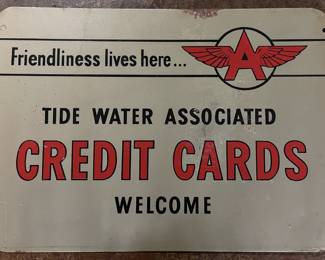 Friendliness lives here...
A
TIDE WATER ASSOCIATED
CREDIT CARDS
WELCOME